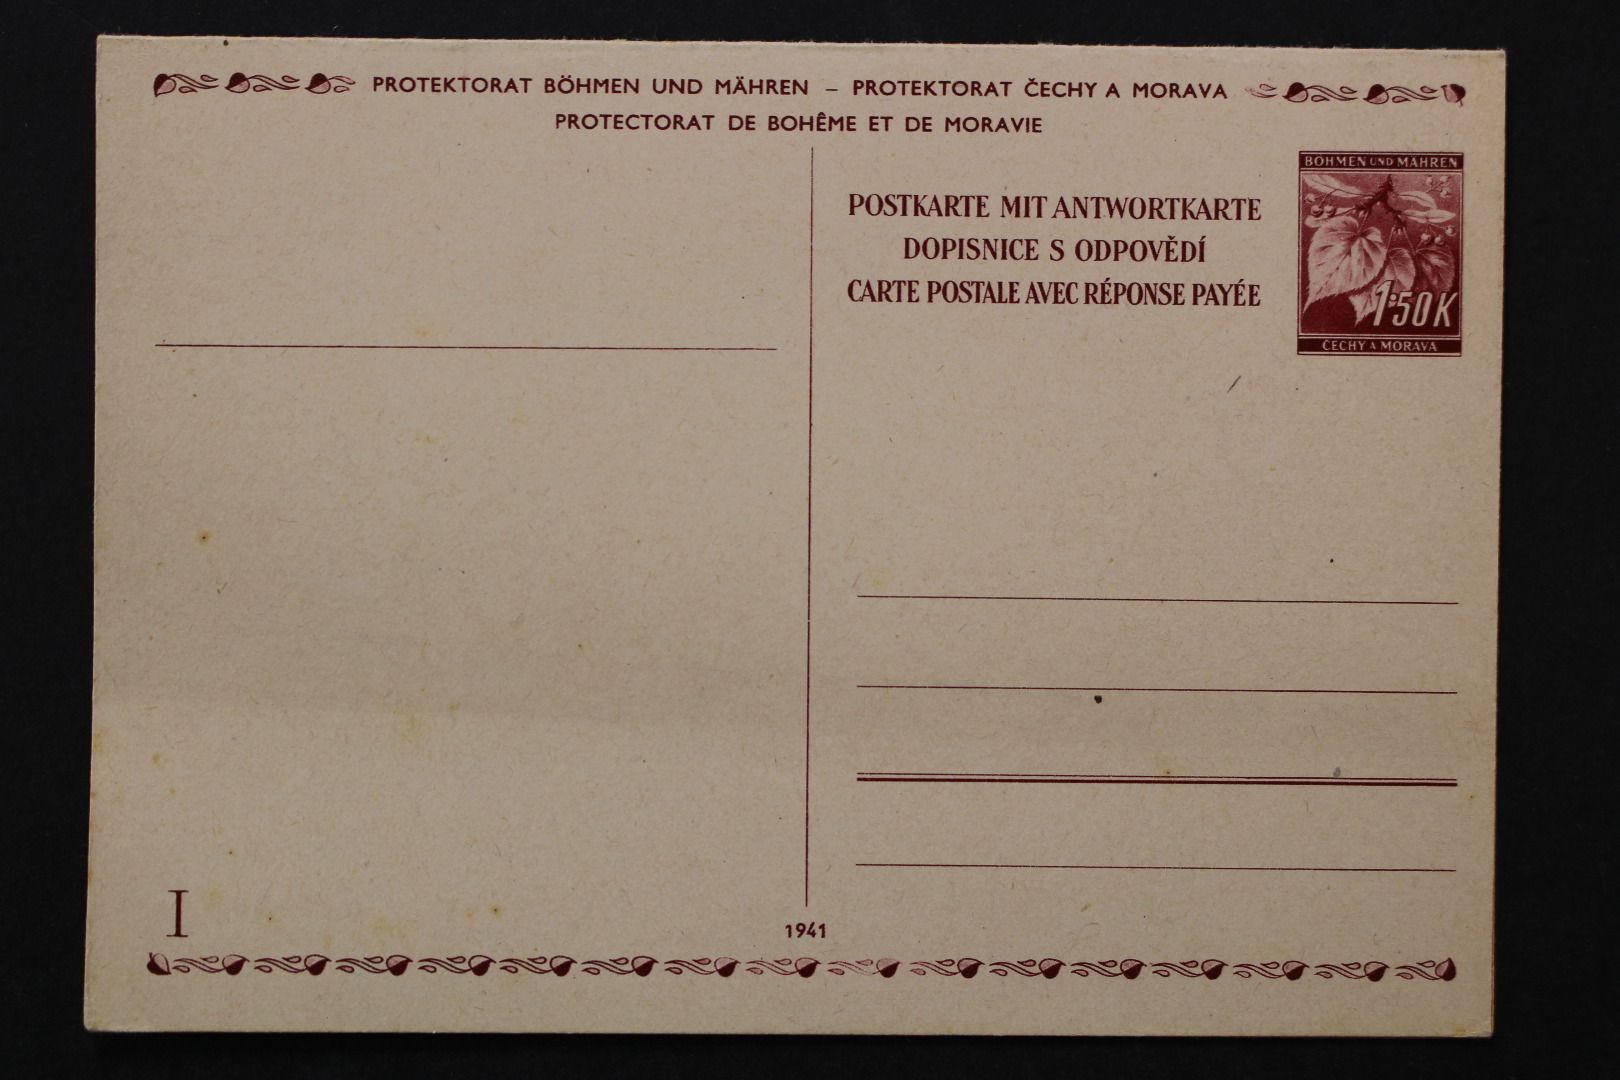 PROTEKTORAT BÖHMEN UND MÄHREN – PROTEKTORAT ČECHY A MORAVA
PROTECTORAT DE BOHÊME ET DE MORAVIE
POSTKARTE MIT ANTWORTKARTE
DOPISNICE S ODPOVĚDÍ
CARTE POSTALE AVEC RÉPONSE PAYÉE
BÖHMEN UND MÄHREN
1·50 K
ČECHY A MORAVA
I
1941